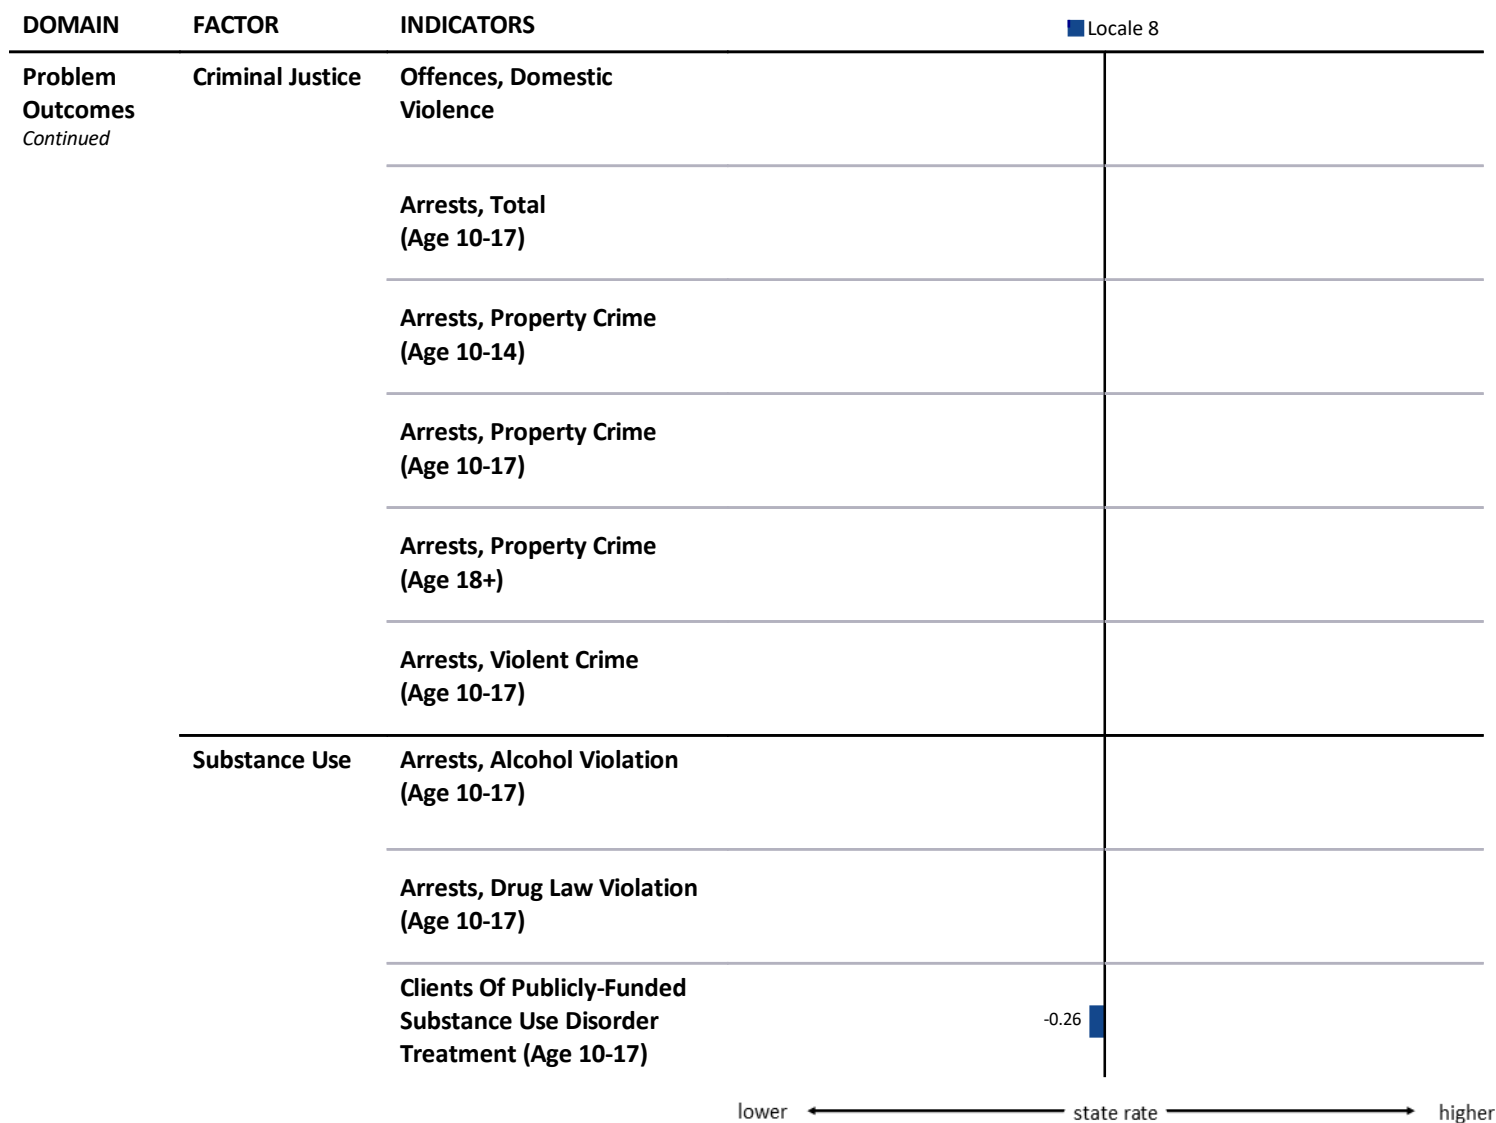 DOMAIN FACTOR INDICATORS Locale 8
Problem
Outcomes
Continued
Criminal Justice
Offences, Domestic
Violence
Arrests, Total
(Age 10-17)
Arrests, Property Crime
(Age 10-14)
Arrests, Property Crime
(Age 10-17)
Arrests, Property Crime
(Age 18+)
Arrests, Violent Crime
(Age 10-17)
Substance Use
Arrests, Alcohol Violation
(Age 10-17)
Arrests, Drug Law Violation
(Age 10-17)
Clients Of Publicly-Funded
Substance Use Disorder
Treatment (Age 10-17)
-0.26
lower state rate higher